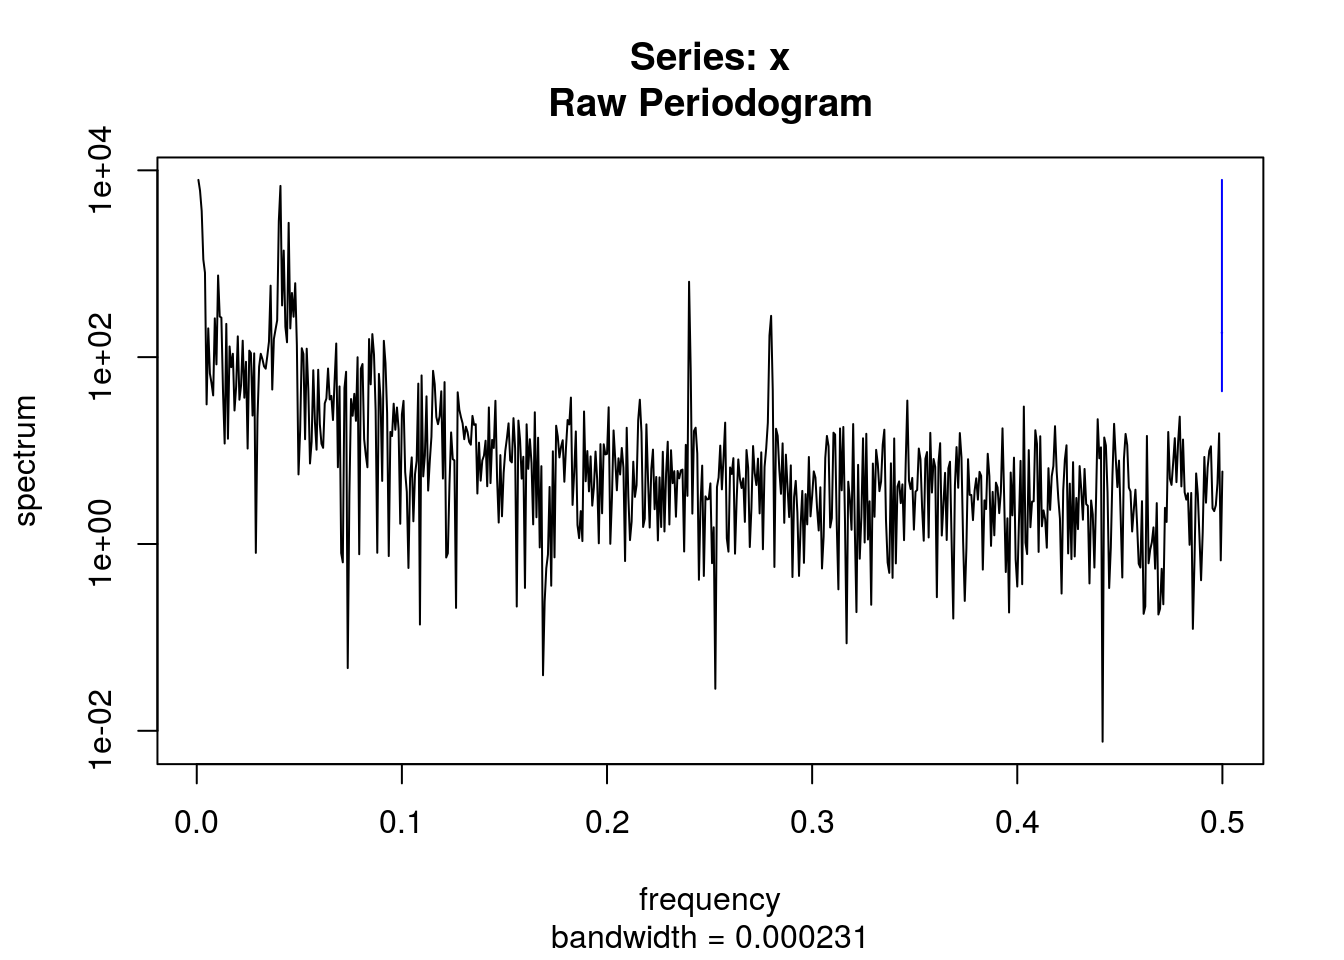 Series: x
Raw Periodogram
spectrum
1e+04
1e+02
1e+00
1e-02
0.0 0.1 0.2 0.3 0.4 0.5
frequency
bandwidth = 0.000231